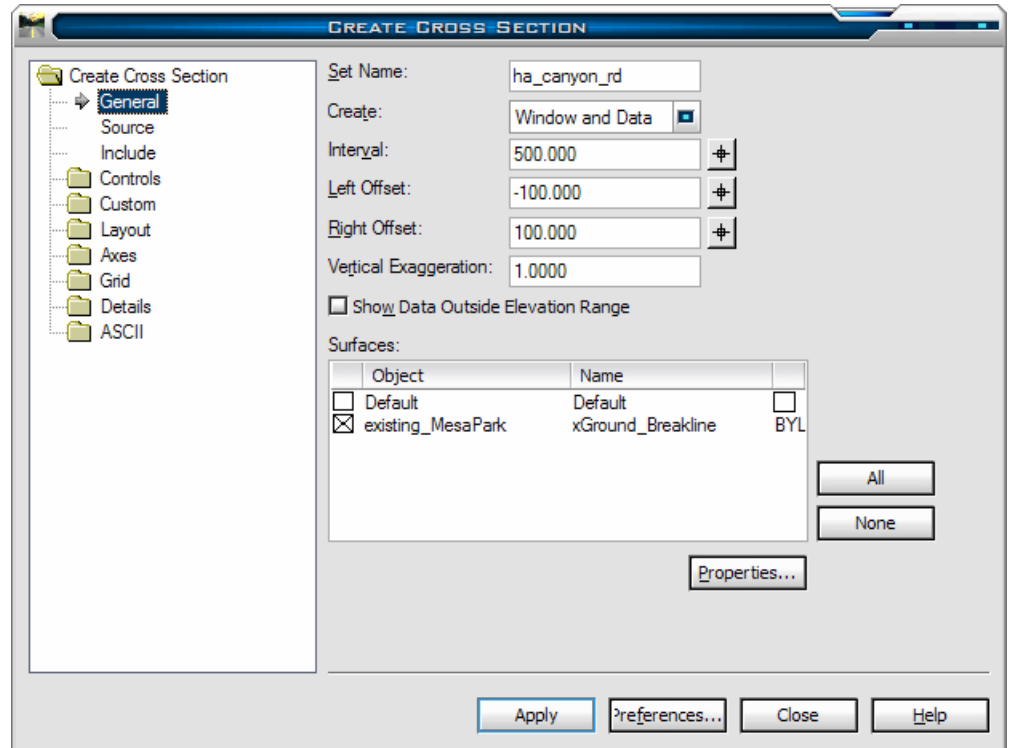 CREATE CROSS SECTION
Create Cross Section
General
Source
Include
Controls
Custom
Layout
Axes
Grid
Details
ASCII
Set Name: ha_canyon_rd
Create: Window and Data
Interval: 500.000
Left Offset: -100.000
Right Offset: 100.000
Vertical Exaggeration: 1.0000
Show Data Outside Elevation Range
Surfaces:
Object Name
Default Default
existing_MesaPark xGround_Breakline BYL
All
None
Properties...
Apply Preferences... Close Help